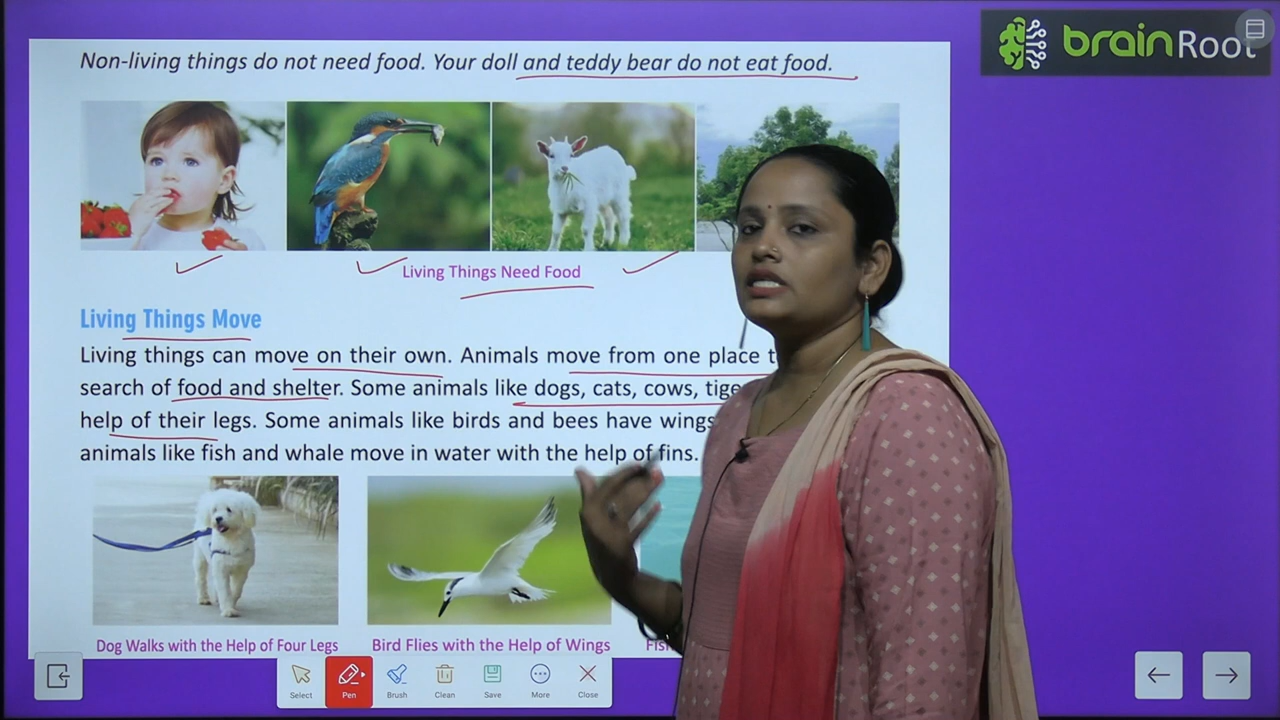 Non-living things do not need food. Your doll and teddy bear do not eat food.
brainRoot
Living Things Need Food
Living Things Move
Living things can move on their own. Animals move from one place
search of food and shelter. Some animals like dogs, cats, cows,
help of their legs. Some animals like birds and bees have wings
animals like fish and whale move in water with the help of fins.
Dog Walks with the Help of Four Legs
Bird Flies with the Help of Wings
Select
Pen
Brush
Clean
Save
More
Close